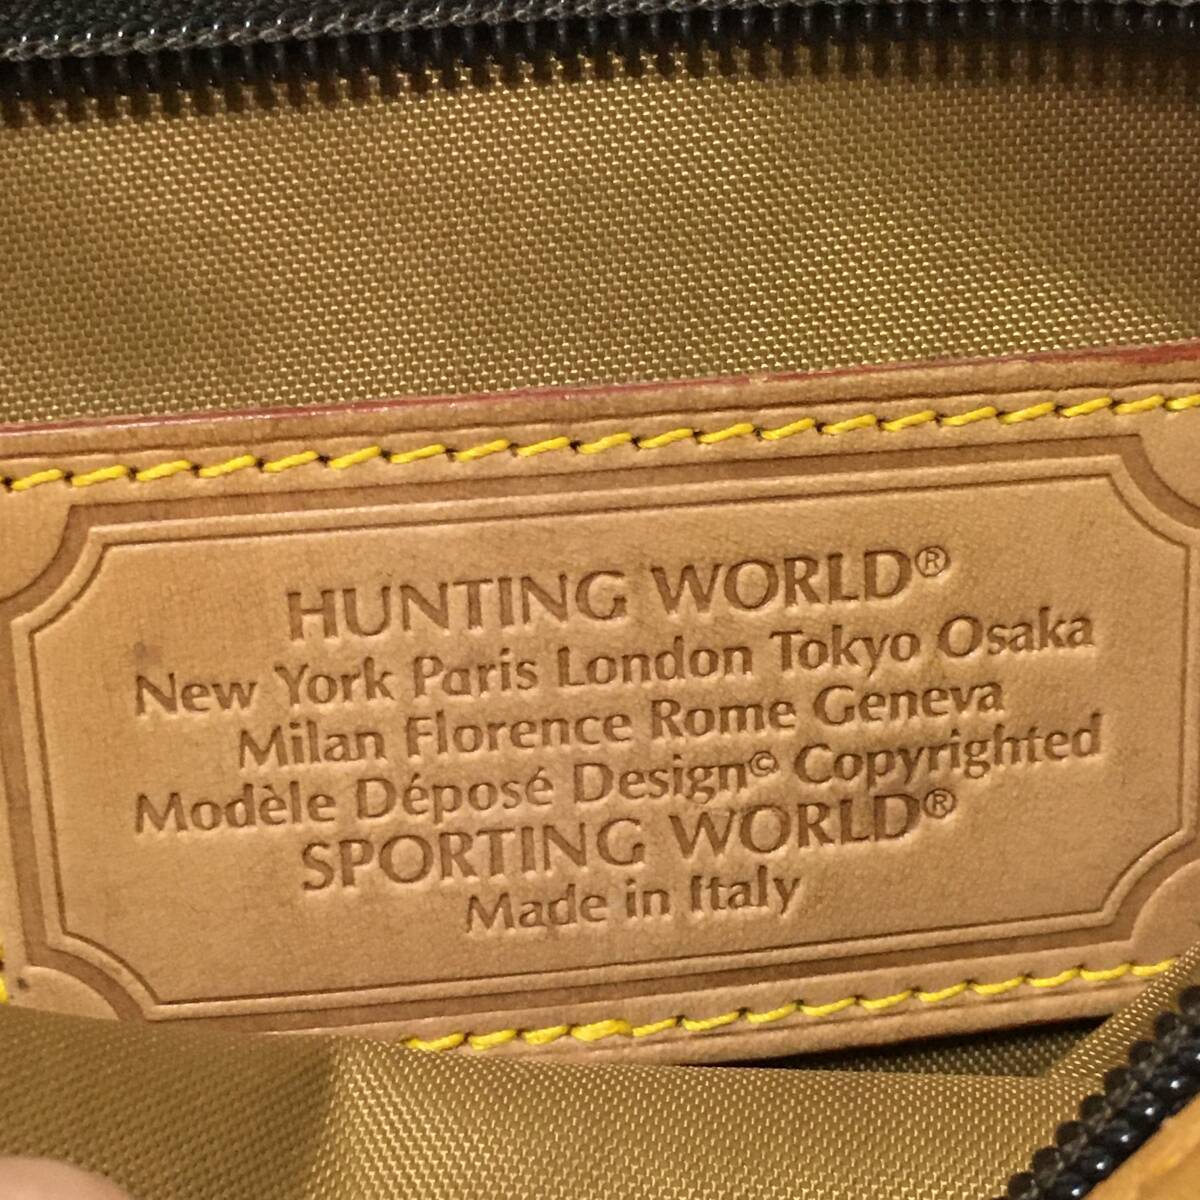 HUNTING WORLD®
New York Paris London Tokyo Osaka
Milan Florence Rome Geneva
Modèle Déposé Design© Copyrighted
SPORTING WORLD®
Made in Italy